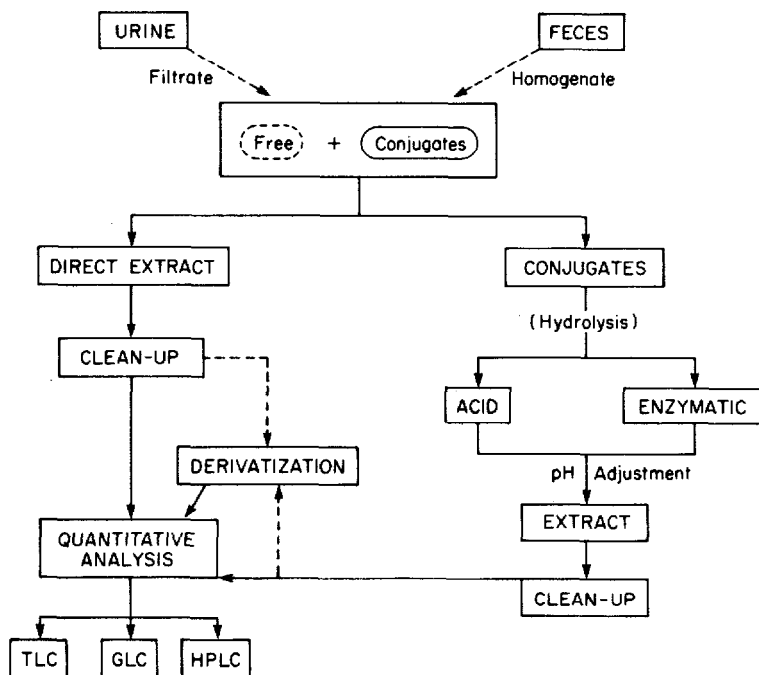 URINE
FECES
Filtrate
Homogenate
Free + Conjugates
DIRECT EXTRACT
CONJUGATES
(Hydrolysis)
CLEAN-UP
ACID
ENZYMATIC
DERIVATIZATION
pH Adjustment
QUANTITATIVE
ANALYSIS
EXTRACT
CLEAN-UP
TLC
GLC
HPLC